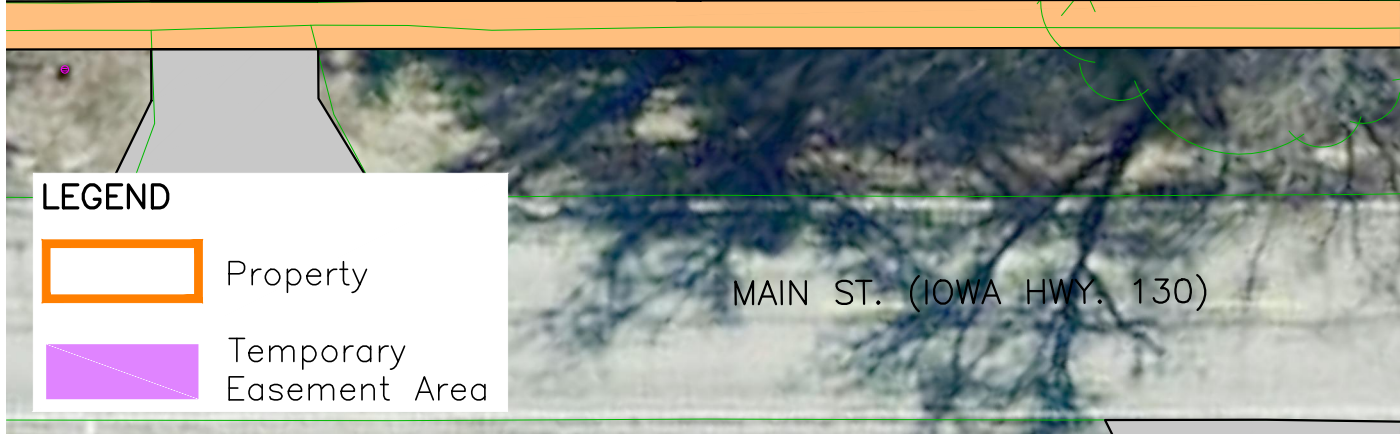 LEGEND
Property
Temporary
Easement Area
MAIN ST. (IOWA HWY. 130)